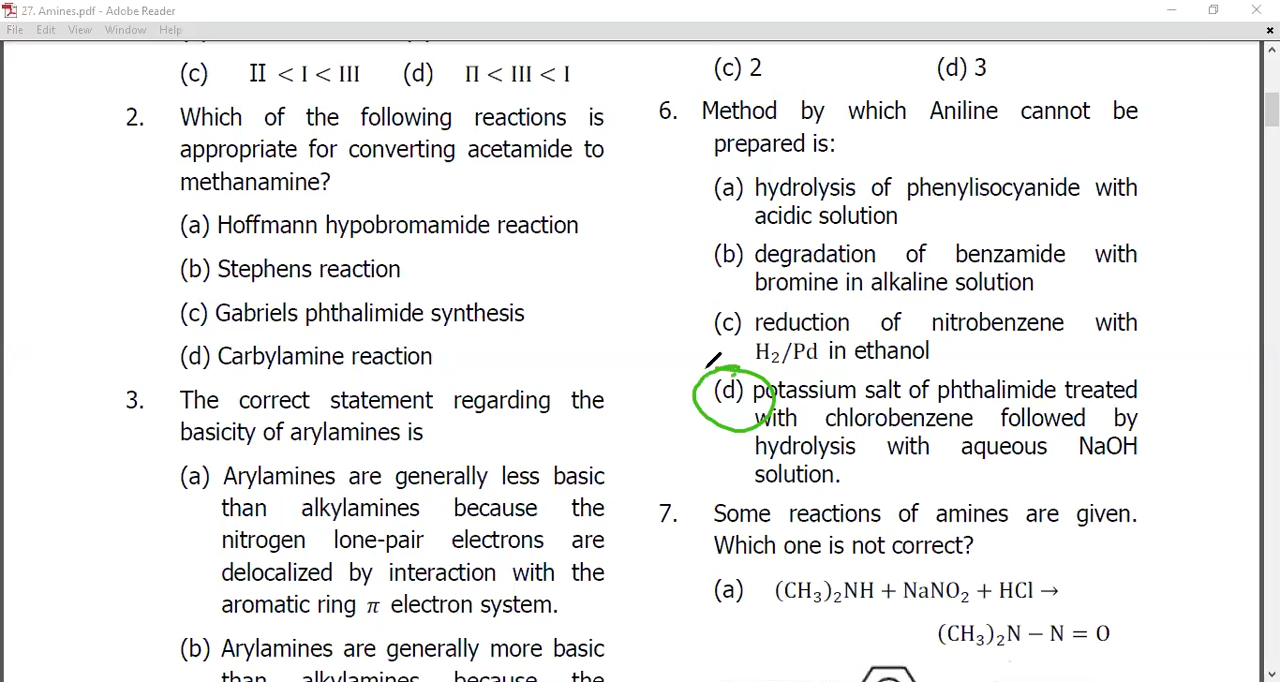 27. Amines.pdf - Adobe Reader
File Edit View Window Help
(c) II < I < III (d) II < III < I
2. Which of the following reactions is
appropriate for converting acetamide to
methanamine?
(a) Hoffmann hypobromamide reaction
(b) Stephens reaction
(c) Gabriels phthalimide synthesis
(d) Carbylamine reaction
3. The correct statement regarding the
basicity of arylamines is
(a) Arylamines are generally less basic
than alkylamines because the
nitrogen lone-pair electrons are
delocalized by interaction with the
aromatic ring π electron system.
(b) Arylamines are generally more basic
than alkylamines because the
(c) 2 (d) 3
6. Method by which Aniline cannot be
prepared is:
(a) hydrolysis of phenylisocyanide with
acidic solution
(b) degradation of benzamide with
bromine in alkaline solution
(c) reduction of nitrobenzene with
H₂/Pd in ethanol
(d) potassium salt of phthalimide treated
with chlorobenzene followed by
hydrolysis with aqueous NaOH
solution.
7. Some reactions of amines are given.
Which one is not correct?
(a) (CH₃)₂NH + NaNO₂ + HCl →
(CH₃)₂N − N = O